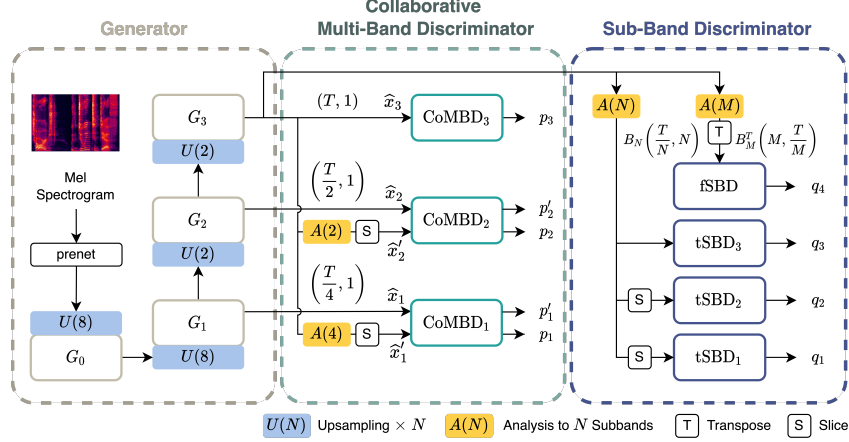 Collaborative
Generator
Multi-Band Discriminator
Sub-Band Discriminator
Mel
Spectrogram
prenet
U(8)
G₀
G₃
U(2)
G₂
U(2)
G₁
U(8)
(T, 1)
x̂₃
CoMBD₃
p₃
(T/2, 1)
x̂₂
A(2)
S
x̂′₂
CoMBD₂
p′₂
p₂
(T/4, 1)
x̂₁
A(4)
S
x̂′₁
CoMBD₁
p′₁
p₁
A(N)
A(M)
B_N(T/N, N)
T
B_M^T(M, T/M)
fSBD
q₄
tSBD₃
q₃
S
tSBD₂
q₂
S
tSBD₁
q₁
U(N) Upsampling × N
A(N) Analysis to N Subbands
T Transpose
S Slice